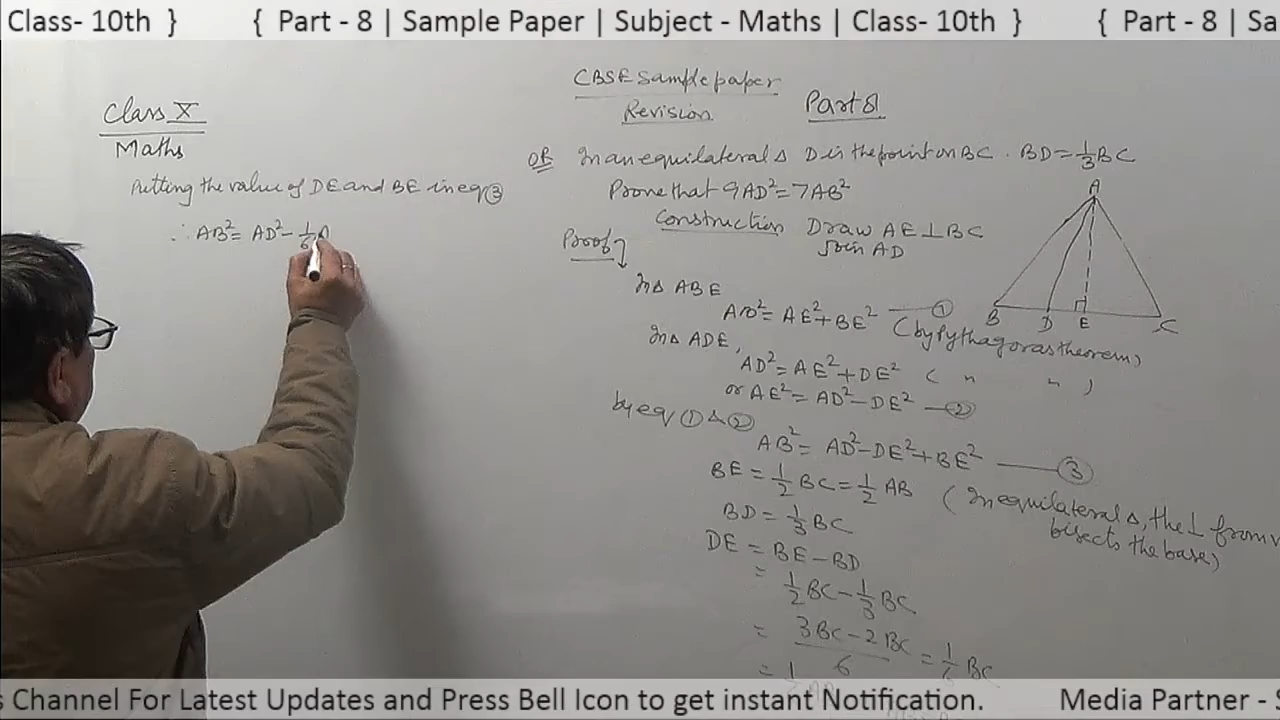 Class- 10th } { Part - 8 | Sample Paper | Subject - Maths | Class- 10th } { Part - 8 | Sa
Class X
Maths
Putting the value of DE and BE in eq ③
∴ AB² = AD² - 1/6
CBSE Sample paper
Revision
Part 8
OR In an equilateral Δ D is the point on BC . BD = 1/3 BC
Prove that 9AD² = 7AB²
Construction Draw AE ⊥ BC
Join AD
Proof
In Δ ABE
AB² = AE² + BE² — ①
(by Pythagoras theorem)
In Δ ADE,
AD² = AE² + DE² ( " " )
or AE² = AD² - DE² — ②
by eq ① & ②
AB² = AD² - DE² + BE² — ③
BE = 1/2 BC = 1/2 AB (In equilateral Δ, the ⊥ from
bisects the base)
BD = 1/3 BC
DE = BE - BD
= 1/2 BC - 1/3 BC
= 3BC - 2BC / 6 = 1/6 BC
= 1
A
B D E C
s Channel For Latest Updates and Press Bell Icon to get instant Notification. Media Partner - S